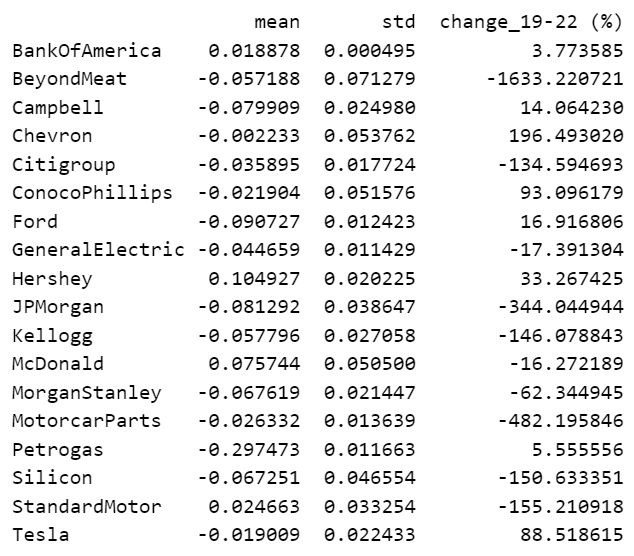 mean std change_19-22 (%)
BankOfAmerica 0.018878 0.000495 3.773585
BeyondMeat -0.057188 0.071279 -1633.220721
Campbell -0.079909 0.024980 14.064230
Chevron -0.002233 0.053762 196.493020
Citigroup -0.035895 0.017724 -134.594693
ConocoPhillips -0.021904 0.051576 93.096179
Ford -0.090727 0.012423 16.916806
GeneralElectric -0.044659 0.011429 -17.391304
Hershey 0.104927 0.020225 33.267425
JPMorgan -0.081292 0.038647 -344.044944
Kellogg -0.057796 0.027058 -146.078843
McDonald 0.075744 0.050500 -16.272189
MorganStanley -0.067619 0.021447 -62.344945
MotorcarParts -0.026332 0.013639 -482.195846
Petrogas -0.297473 0.011663 5.555556
Silicon -0.067251 0.046554 -150.633351
StandardMotor 0.024663 0.033254 -155.210918
Tesla -0.019009 0.022433 88.518615